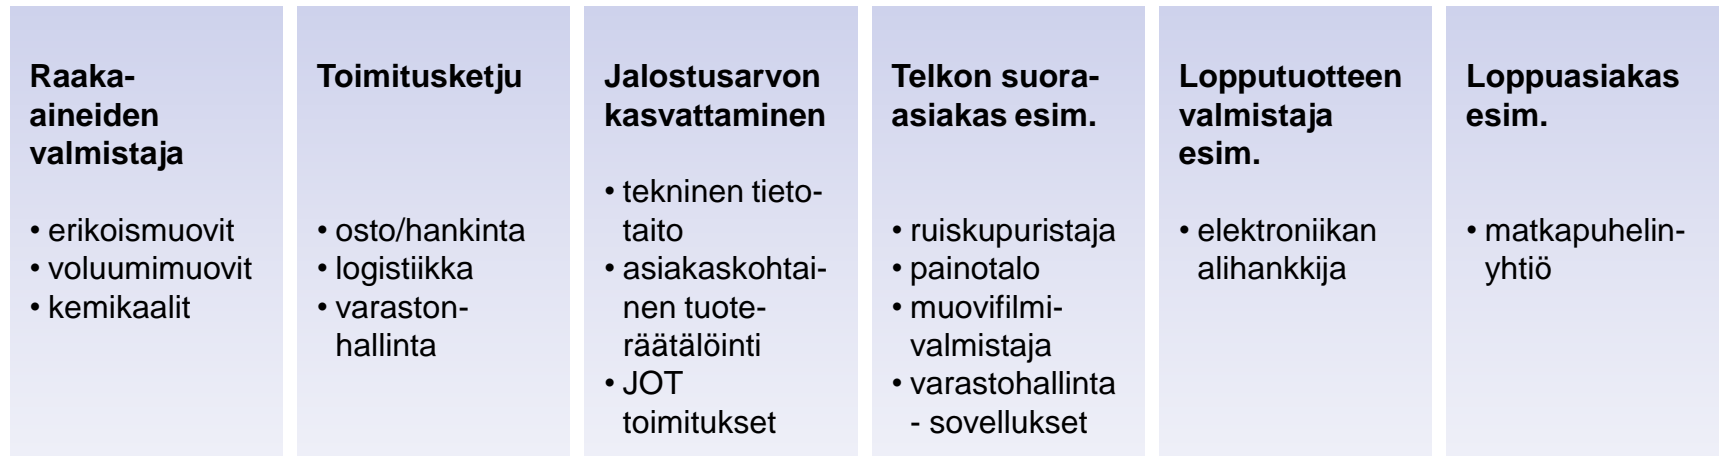 Raaka-
aineiden
valmistaja
• erikoismuovit
• voluumimuovit
• kemikaalit
Toimitusketju
• osto/hankinta
• logistiikka
• varaston-
hallinta
Jalostusarvon
kasvattaminen
• tekninen tieto-
taito
• asiakaskohtai-
nen tuote-
räätälöinti
• JOT
toimitukset
Telkon suora-
asiakas esim.
• ruiskupuristaja
• painotalo
• muovifilmi-
valmistaja
• varastohallinta
- sovellukset
Lopputuotteen
valmistaja
esim.
• elektroniikan
alihankkija
Loppuasiakas
esim.
• matkapuhelin-
yhtiö